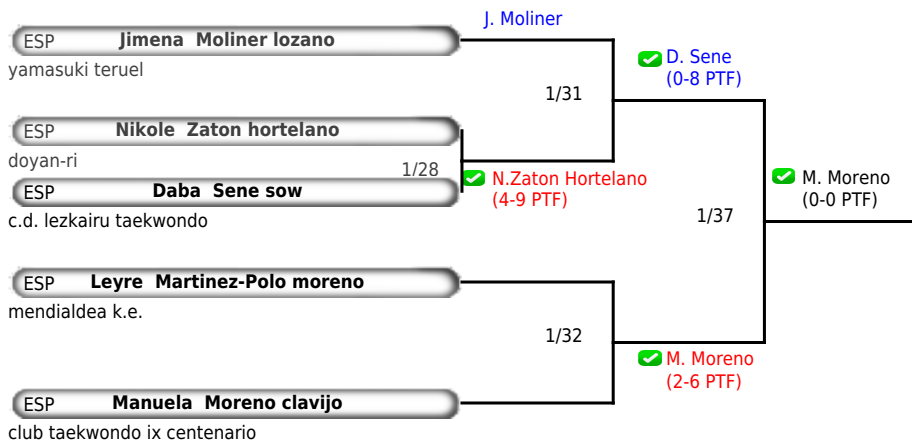 J. Moliner
ESP Jimena Moliner lozano
yamasuki teruel
D. Sene
(0-8 PTF)
1/31
ESP Nikole Zaton hortelano
doyan-ri
1/28
N.Zaton Hortelano
(4-9 PTF)
ESP Daba Sene sow
c.d. lezkairu taekwondo
M. Moreno
(0-0 PTF)
1/37
ESP Leyre Martinez-Polo moreno
mendialdea k.e.
1/32
M. Moreno
(2-6 PTF)
ESP Manuela Moreno clavijo
club taekwondo ix centenario